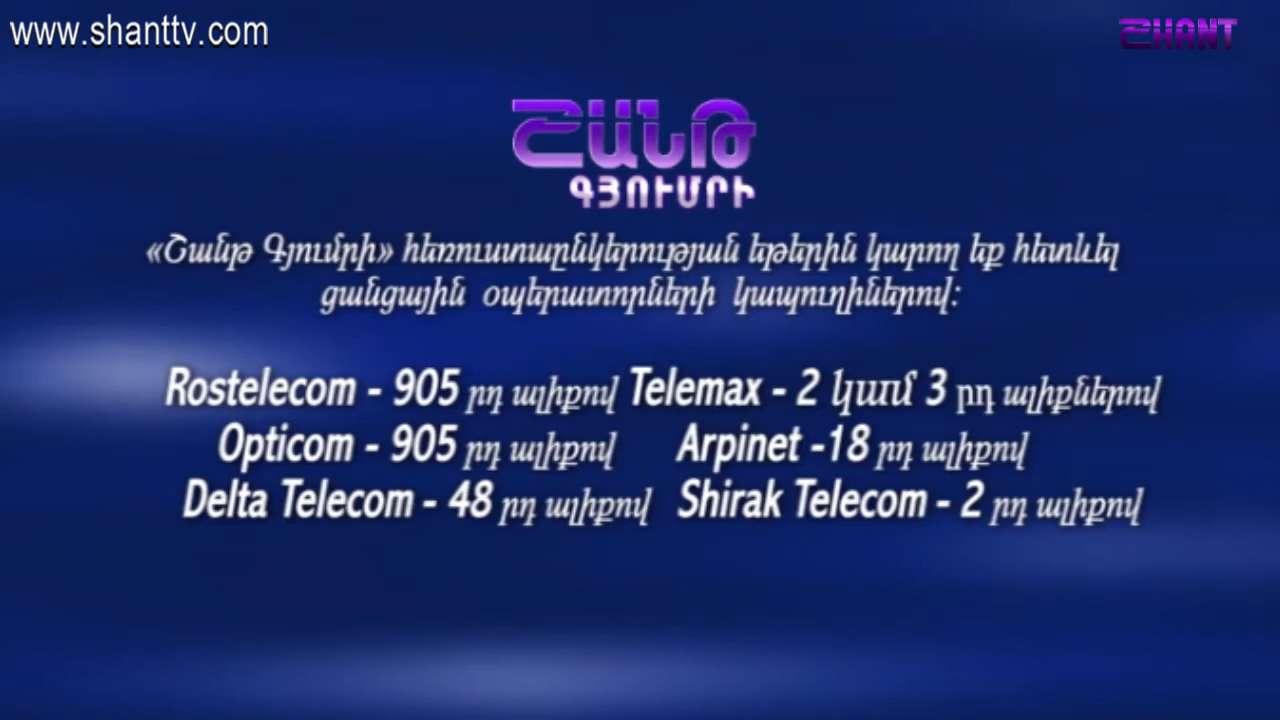 www.shanttv.com
SHANT
ՇԱՆԹ
ԳՅՈՒՄՐԻ
«Շանթ Գյումրի» հեռուստաընկերության եթերին կարող եք հետևել
ցանցային օպերատորների կապուղիներով:
Rostelecom - 905 րդ ալիքով Telemax - 2 կամ 3 րդ ալիքներով
Opticom - 905 րդ ալիքով Arpinet -18 րդ ալիքով
Delta Telecom - 48 րդ ալիքով Shirak Telecom - 2 րդ ալիքով